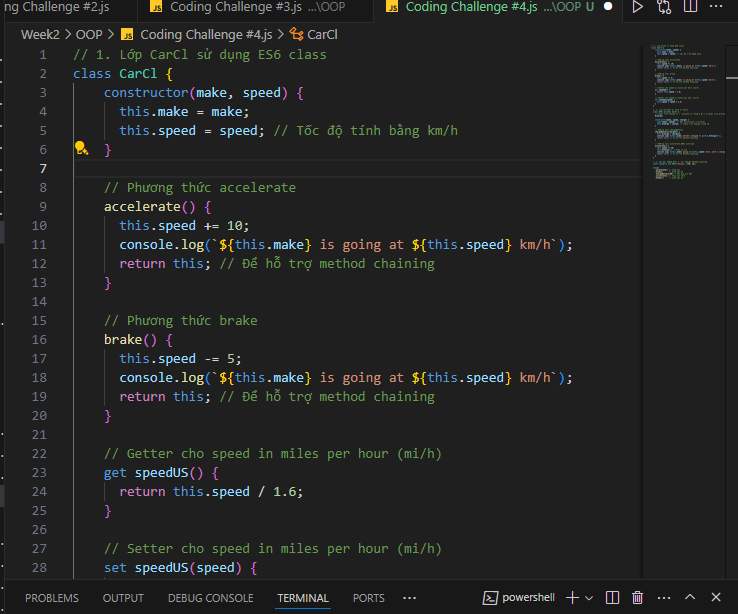 ng Challenge #2.js
JS Coding Challenge #3.js ...\OOP
JS Coding Challenge #4.js ...\OOP U
Week2 > OOP > JS Coding Challenge #4.js > CarCl
1 // 1. Lớp CarCl sử dụng ES6 class
2 class CarCl {
3 constructor(make, speed) {
4 this.make = make;
5 this.speed = speed; // Tốc độ tính bằng km/h
6 }
7
8 // Phương thức accelerate
9 accelerate() {
10 this.speed += 10;
11 console.log(`${this.make} is going at ${this.speed} km/h`);
12 return this; // Để hỗ trợ method chaining
13 }
14
15 // Phương thức brake
16 brake() {
17 this.speed -= 5;
18 console.log(`${this.make} is going at ${this.speed} km/h`);
19 return this; // Để hỗ trợ method chaining
20 }
21
22 // Getter cho speed in miles per hour (mi/h)
23 get speedUS() {
24 return this.speed / 1.6;
25 }
26
27 // Setter cho speed in miles per hour (mi/h)
28 set speedUS(speed) {
PROBLEMS OUTPUT DEBUG CONSOLE TERMINAL PORTS ··· powershell